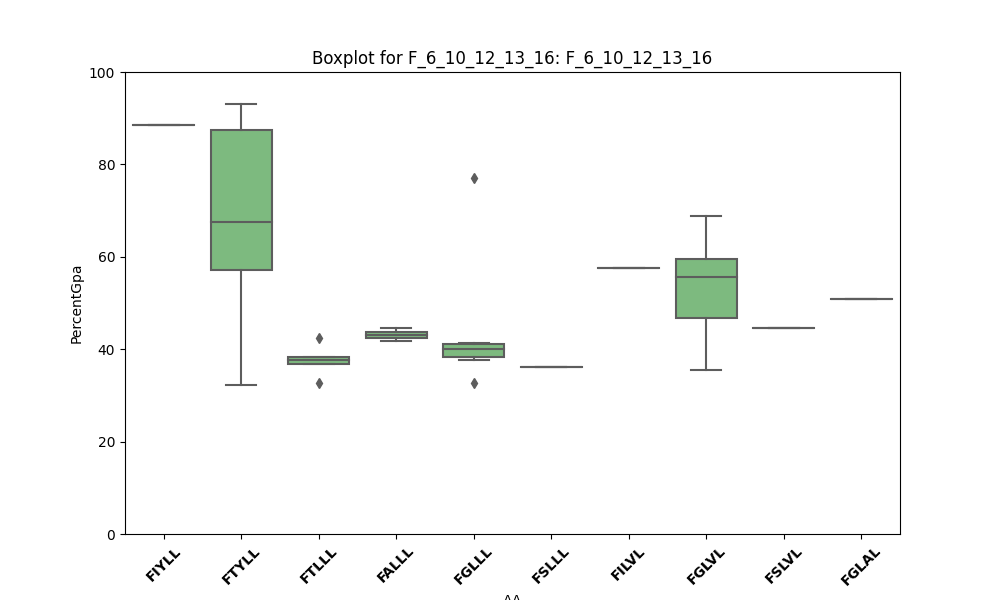 Boxplot for F_6_10_12_13_16: F_6_10_12_13_16
100
80
60
40
20
0
PercentGpa
FIYLL
FTYLL
FTLLL
FALLL
FGLLL
FSLLL
FILVL
FGLVL
FSLVL
FGLAL
AA